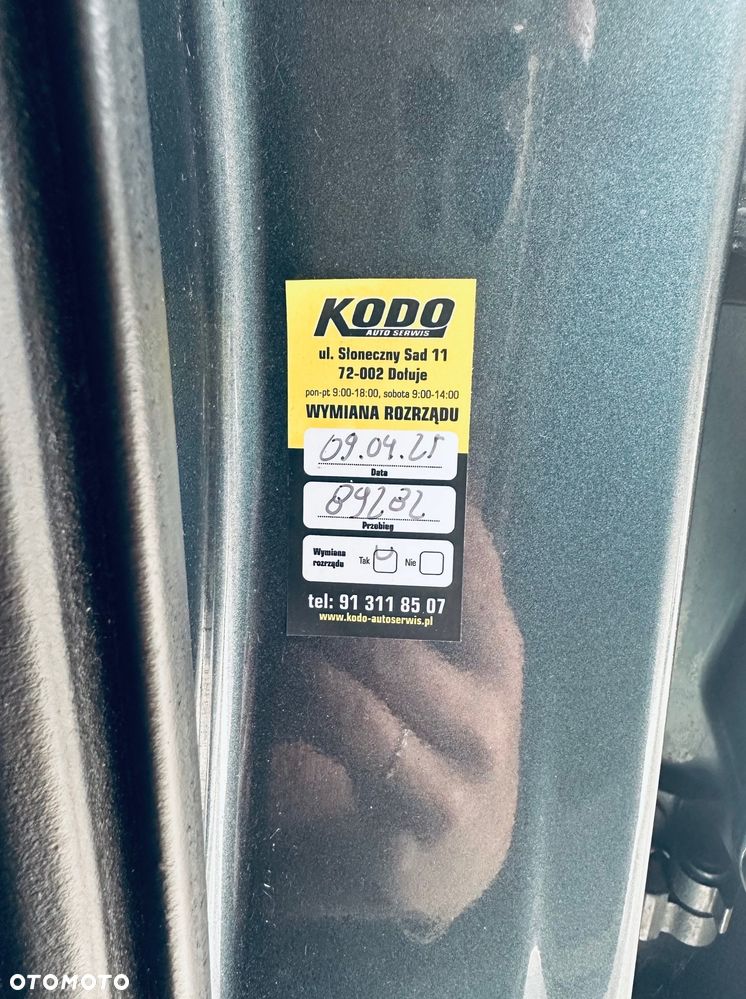 KODO
AUTO SERWIS
ul. Słoneczny Sad 11
72-002 Dołuje
pon-pt 9:00-18:00, sobota 9:00-14:00
WYMIANA ROZRZĄDU
09.04.25
Data
89282
Przebieg
Wymiana
rozrządu
Tak
Nie
tel: 91 311 85 07
www.kodo-autoserwis.pl
OTOMOTO